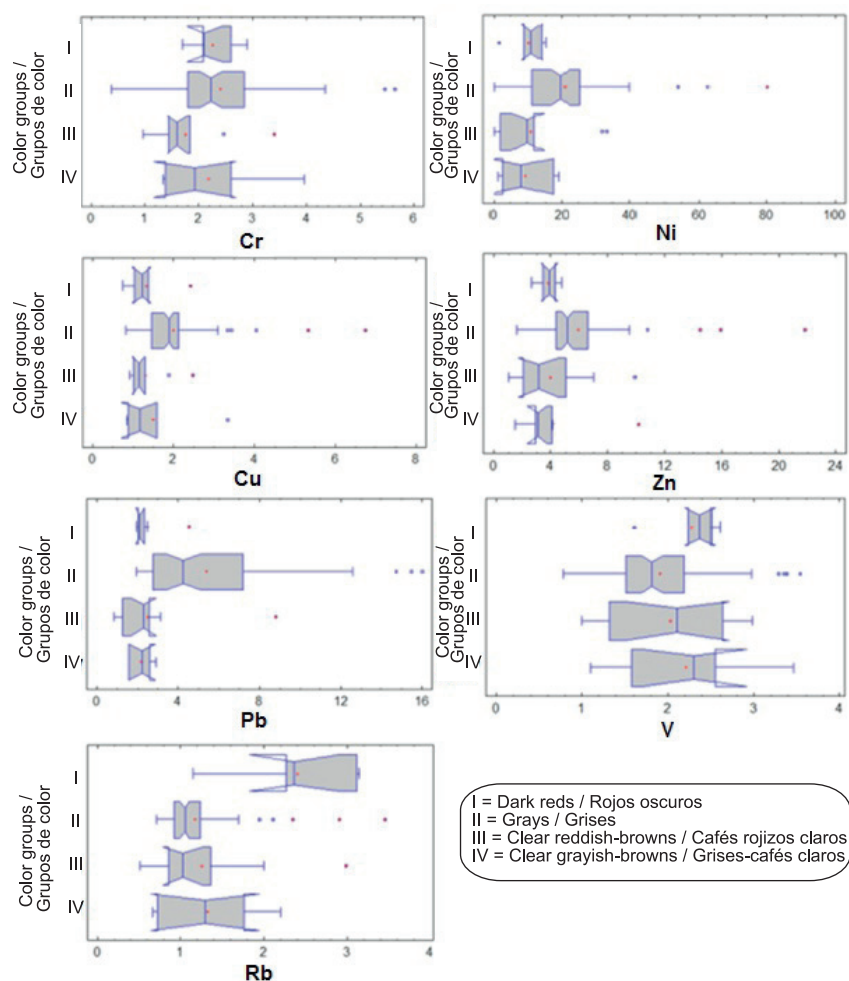 Color groups /
Grupos de color
I
II
III
IV
0 1 2 3 4 5 6
Cr
I
II
III
IV
0 20 40 60 80 100
Ni
Color groups /
Grupos de color
I
II
III
IV
0 2 4 6 8
Cu
Color groups /
Grupos de color
I
II
III
IV
0 4 8 12 16 20 24
Zn
Color groups /
Grupos de color
I
II
III
IV
0 4 8 12 16
Pb
Color groups /
Grupos de color
I
II
III
IV
0 1 2 3 4
V
Color groups /
Grupos de color
I
II
III
IV
0 1 2 3 4
Rb
I = Dark reds / Rojos oscuros
II = Grays / Grises
III = Clear reddish-browns / Cafés rojizos claros
IV = Clear grayish-browns / Grises-cafés claros